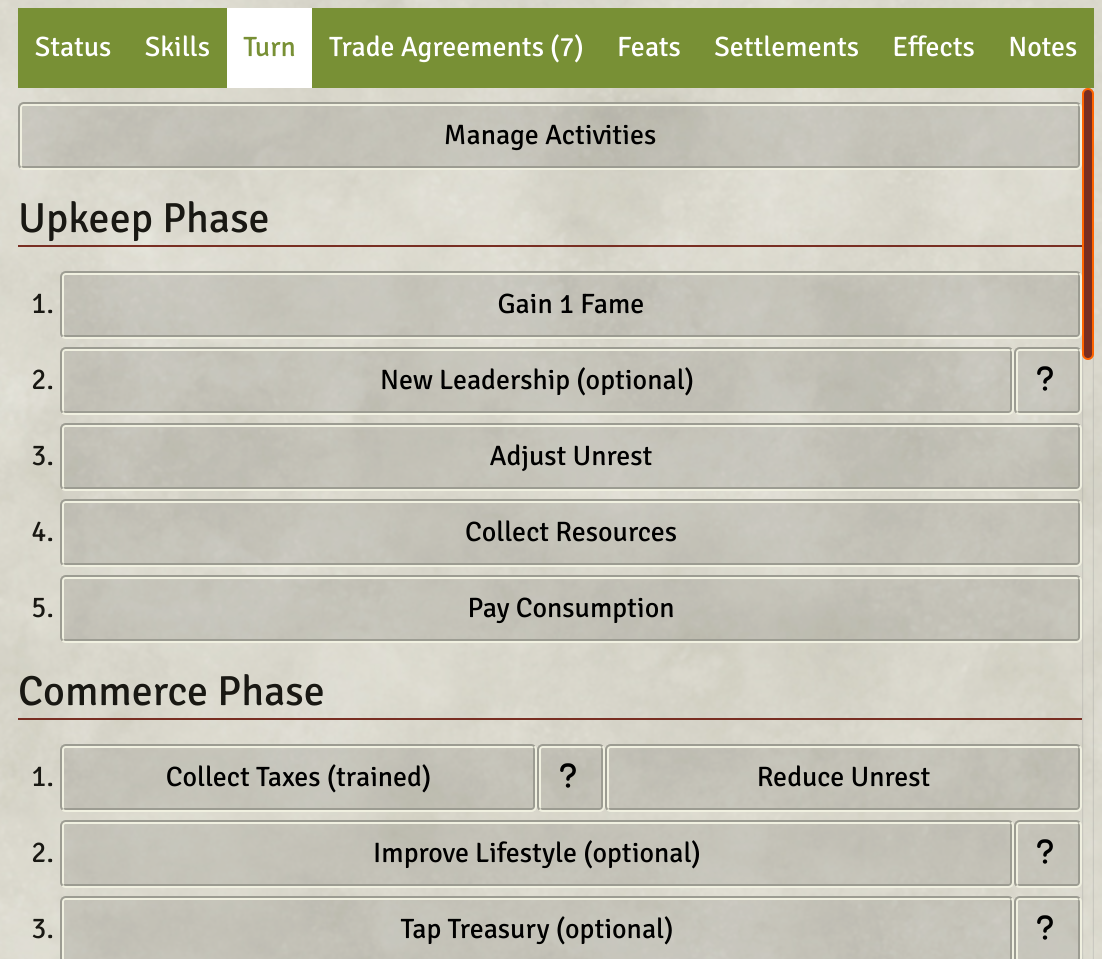 Status Skills Turn Trade Agreements (7) Feats Settlements Effects Notes
Manage Activities
Upkeep Phase
1. Gain 1 Fame
2. New Leadership (optional) ?
3. Adjust Unrest
4. Collect Resources
5. Pay Consumption
Commerce Phase
1. Collect Taxes (trained) ? Reduce Unrest
2. Improve Lifestyle (optional) ?
3. Tap Treasury (optional) ?